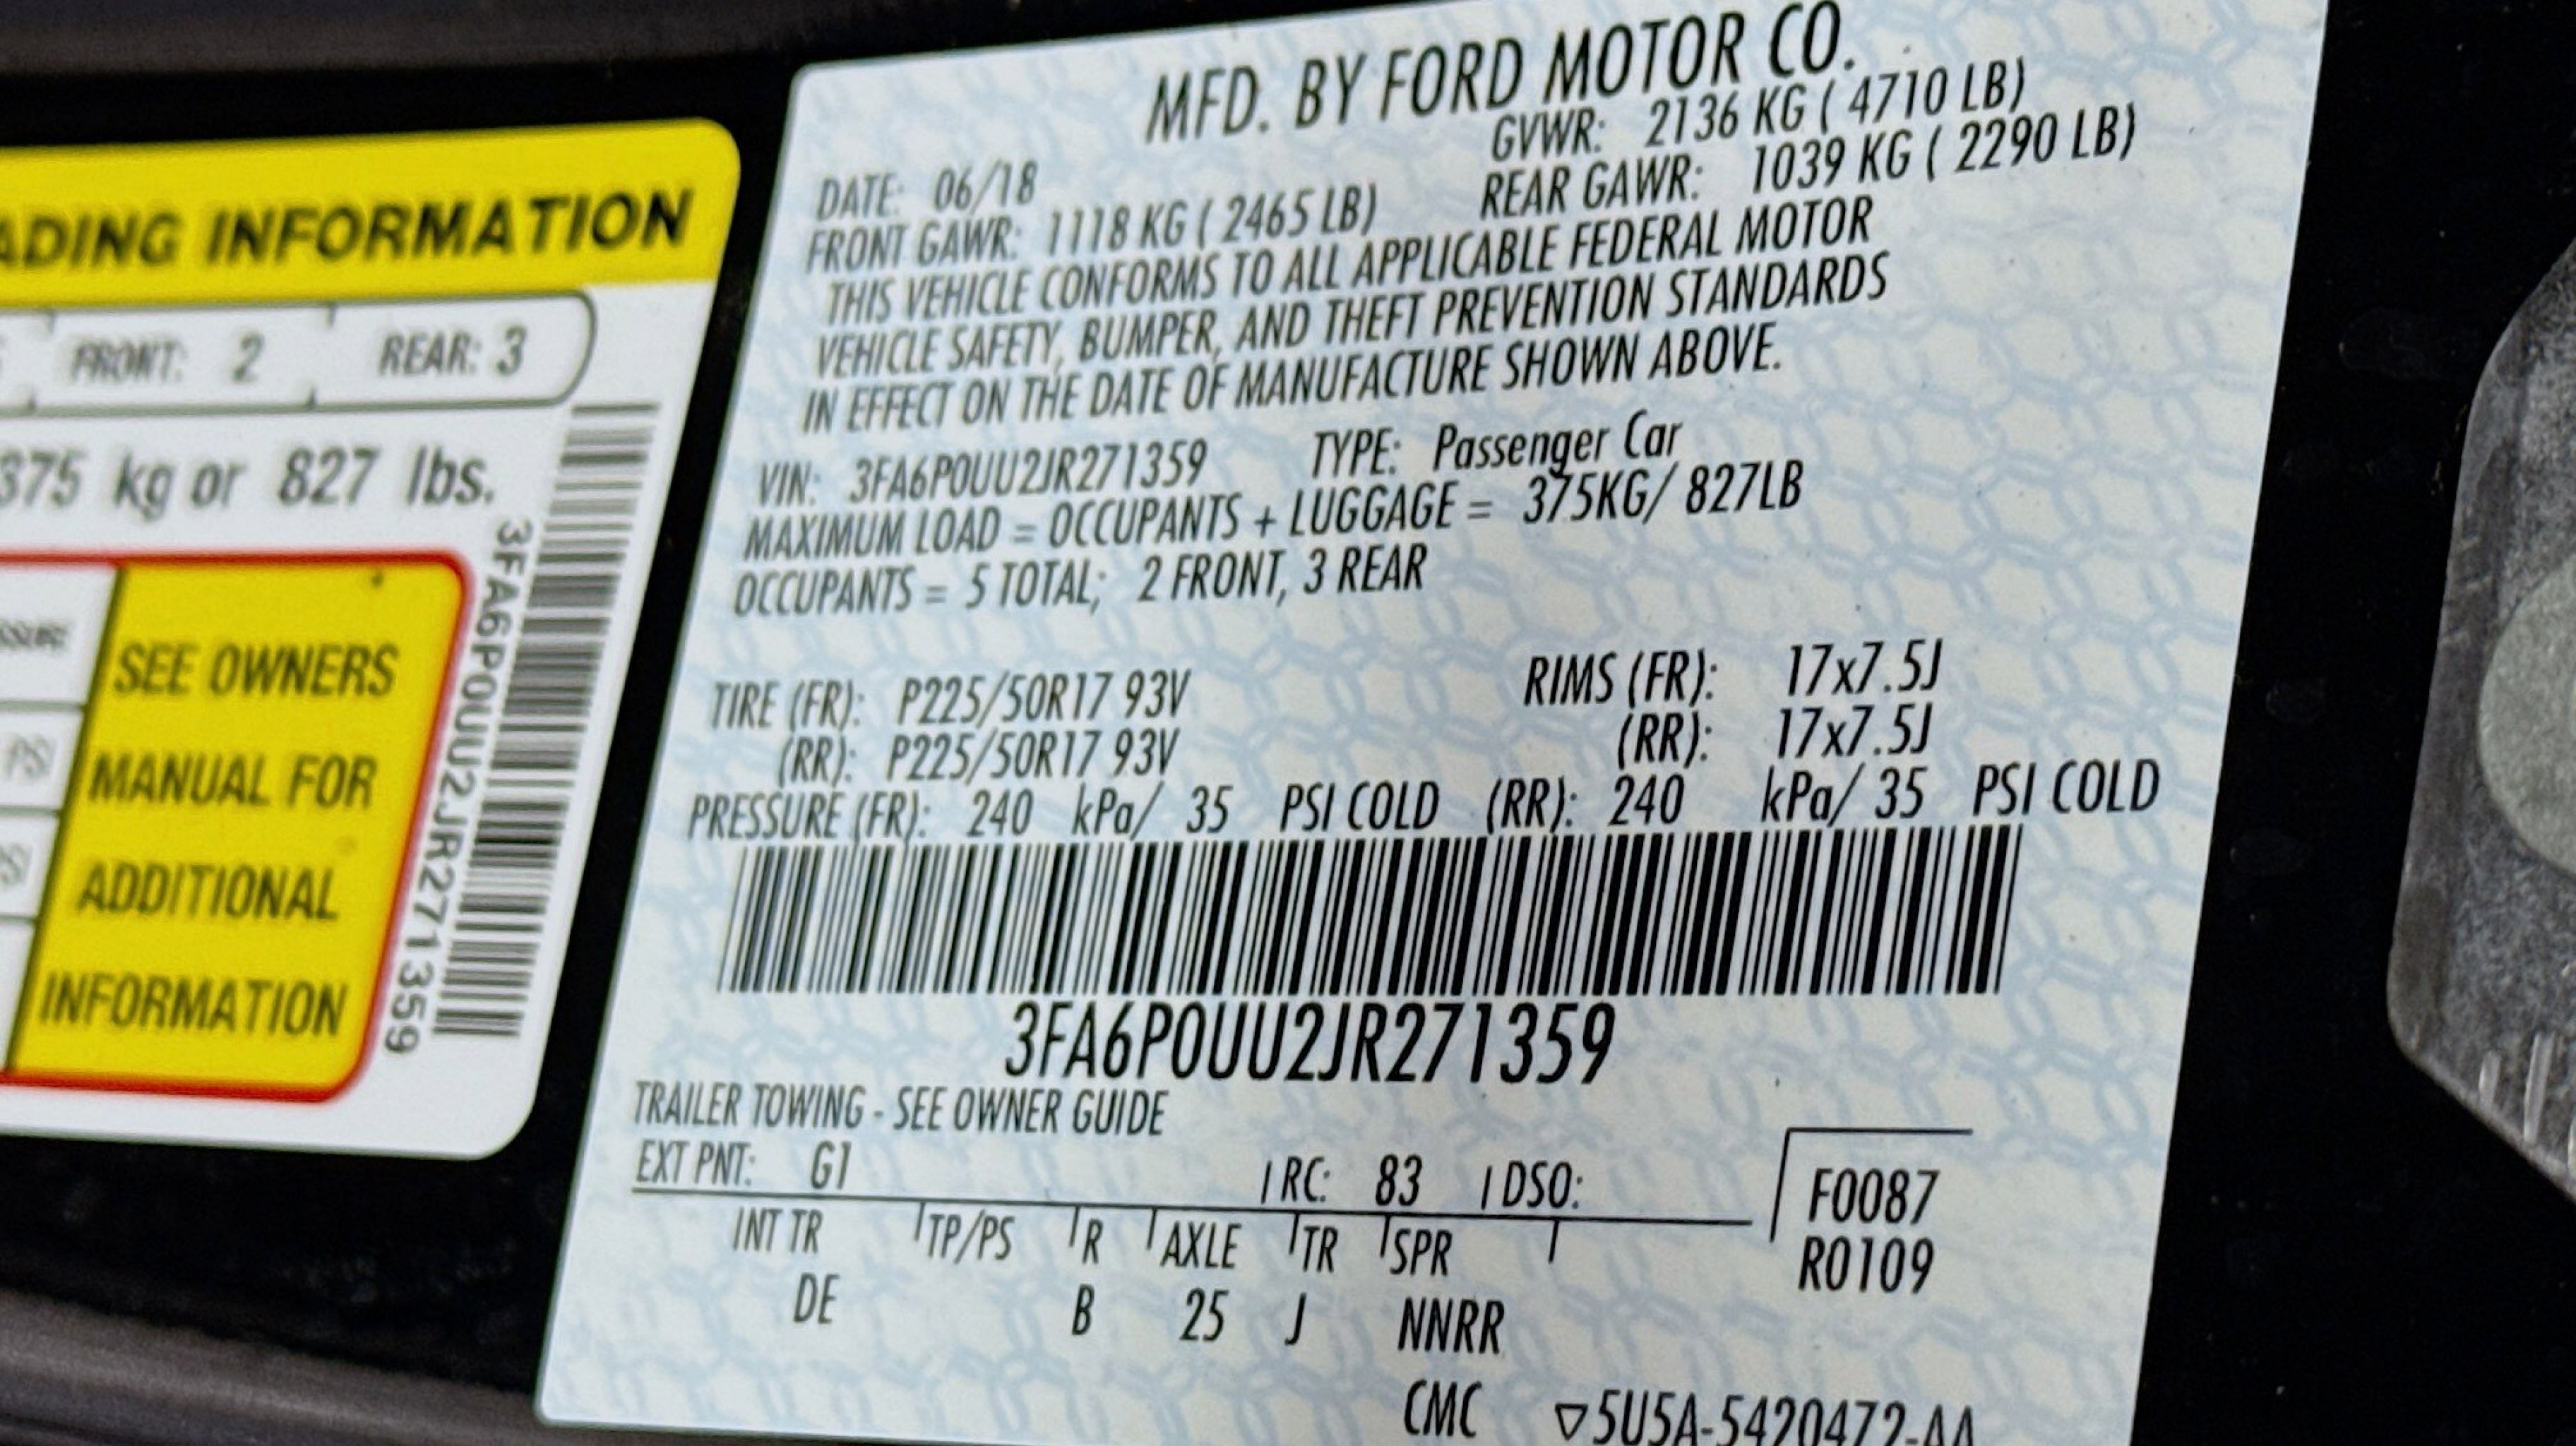 ADING INFORMATION
FRONT: 2 REAR: 3
375 kg or 827 lbs.
SEE OWNERS
MANUAL FOR
ADDITIONAL
INFORMATION
3FA6P0UU2JR271359
MFD. BY FORD MOTOR CO.
DATE: 06/18 GVWR: 2136 KG ( 4710 LB)
FRONT GAWR: 1118 KG ( 2465 LB) REAR GAWR: 1039 KG ( 2290 LB)
THIS VEHICLE CONFORMS TO ALL APPLICABLE FEDERAL MOTOR
VEHICLE SAFETY, BUMPER, AND THEFT PREVENTION STANDARDS
IN EFFECT ON THE DATE OF MANUFACTURE SHOWN ABOVE.
VIN: 3FA6P0UU2JR271359 TYPE: Passenger Car
MAXIMUM LOAD = OCCUPANTS + LUGGAGE = 375KG/ 827LB
OCCUPANTS = 5 TOTAL; 2 FRONT, 3 REAR
TIRE (FR): P225/50R17 93V RIMS (FR): 17x7.5J
(RR): P225/50R17 93V (RR): 17x7.5J
PRESSURE (FR): 240 kPa/ 35 PSI COLD (RR): 240 kPa/ 35 PSI COLD
3FA6P0UU2JR271359
TRAILER TOWING - SEE OWNER GUIDE
EXT PNT: G1 RC: 83 DSO:
F0087
R0109
INT TR TP/PS R AXLE TR SPR
DE B 25 J NNRR
CMC ▽5U5A-5420472-AA